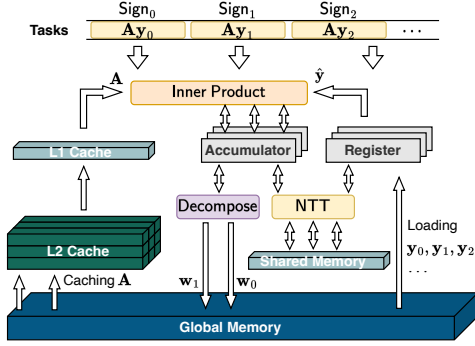 Sign₀ Sign₁ Sign₂
Tasks Ay₀ Ay₁ Ay₂ ...
A Inner Product ŷ
L1 Cache Accumulator Register
Decompose NTT
L2 Cache Shared Memory
Loading
y₀, y₁, y₂
...
Caching A w₁ w₀
Global Memory